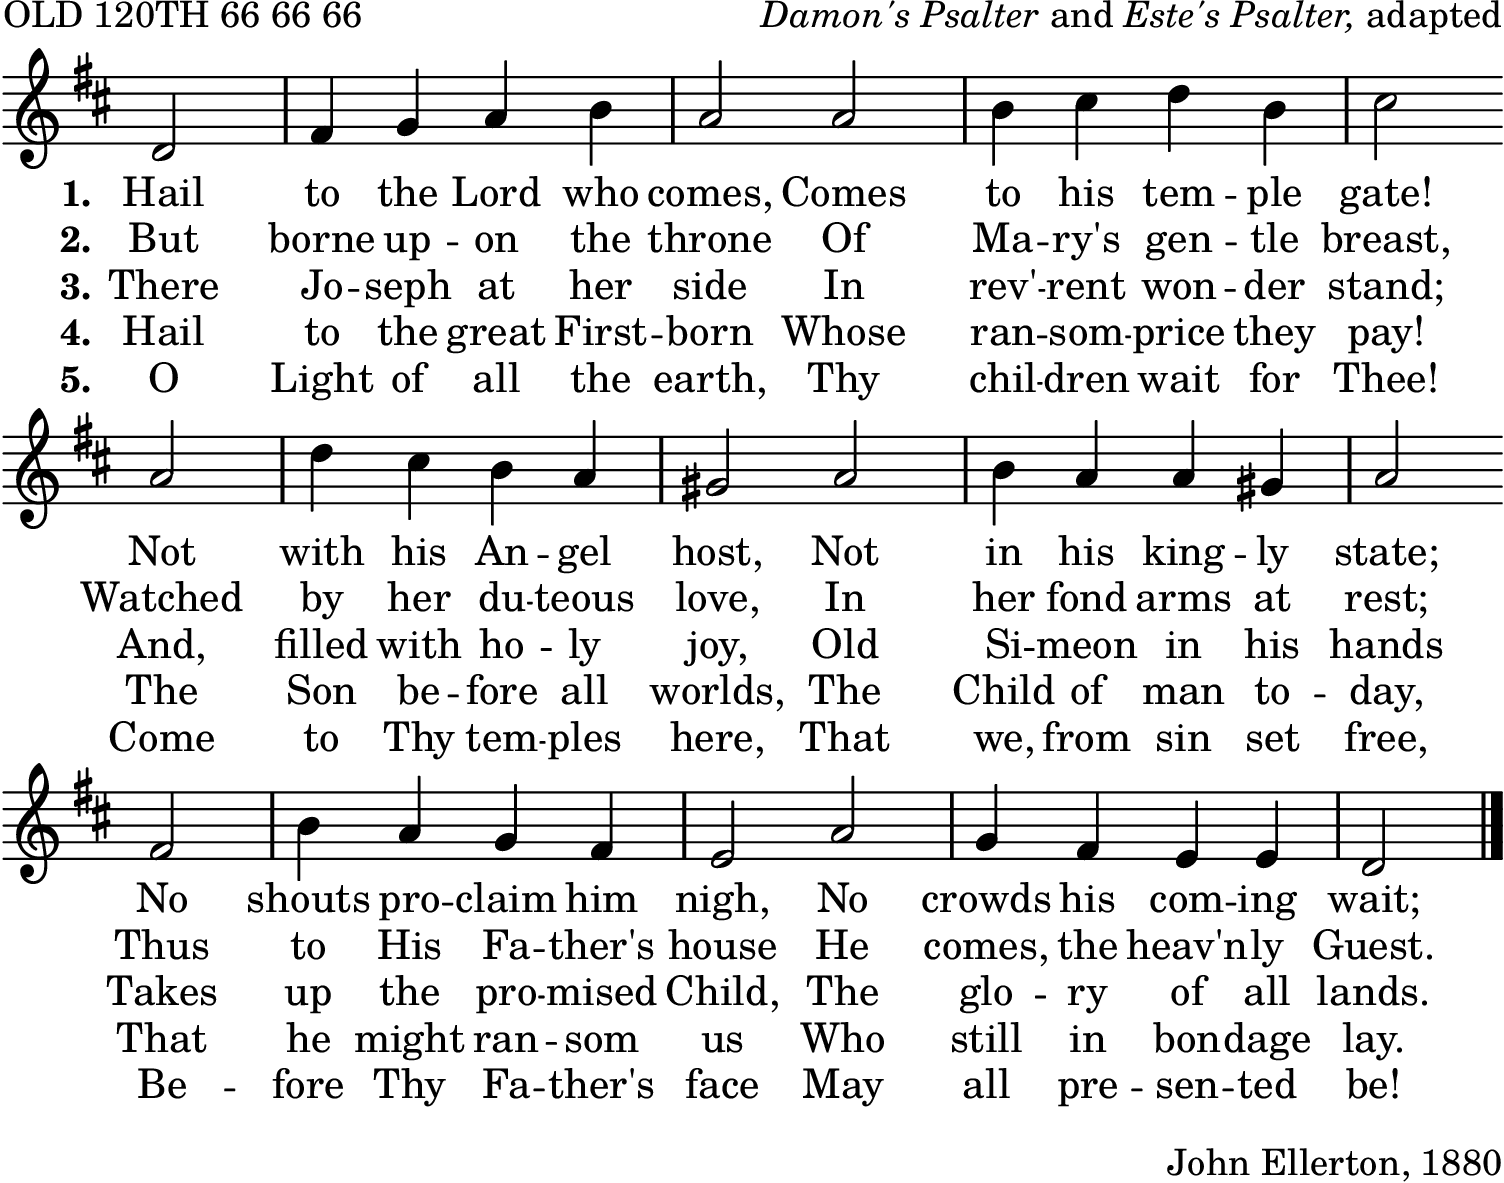 OLD 120TH 66 66 66 Damon's Psalter and Este's Psalter, adapted
1. Hail to the Lord who comes, Comes to his tem - ple gate!
2. But borne up - on the throne Of Ma - ry's gen - tle breast,
3. There Jo - seph at her side In rev' - rent won - der stand;
4. Hail to the great First - born Whose ran - som - price they pay!
5. O Light of all the earth, Thy chil - dren wait for Thee!
Not with his An - gel host, Not in his king - ly state;
Watched by her du - teous love, In her fond arms at rest;
And, filled with ho - ly joy, Old Si - meon in his hands
The Son be - fore all worlds, The Child of man to - day,
Come to Thy tem - ples here, That we, from sin set free,
No shouts pro - claim him nigh, No crowds his com - ing wait;
Thus to His Fa - ther's house He comes, the heav'nly Guest.
Takes up the pro - mised Child, The glo - ry of all lands.
That he might ran - som us Who still in bondage lay.
Be - fore Thy Fa - ther's face May all pre - sen - ted be!
John Ellerton, 1880